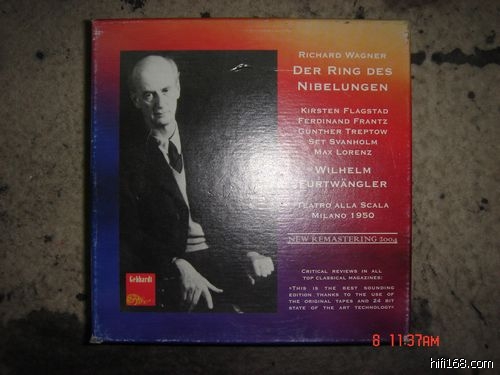 RICHARD WAGNER
DER RING DES
NIBELUNGEN
KIRSTEN FLAGSTAD
FERDINAND FRANTZ
GÜNTHER TREPTOW
SET SVANHOLM
MAX LORENZ
WILHELM
FURTWÄNGLER
TEATRO ALLA SCALA
MILANO 1950
NEW REMASTERING 2004
CRITICAL REVIEWS IN ALL
TOP CLASSICAL MAGAZINES:
»THIS IS THE BEST SOUNDING
EDITION THANKS TO THE USE OF
THE ORIGINAL TAPES AND 24 BIT
STATE OF THE ART TECHNOLOGY«
Gebhardt
8 11:37AM
hifi168.com